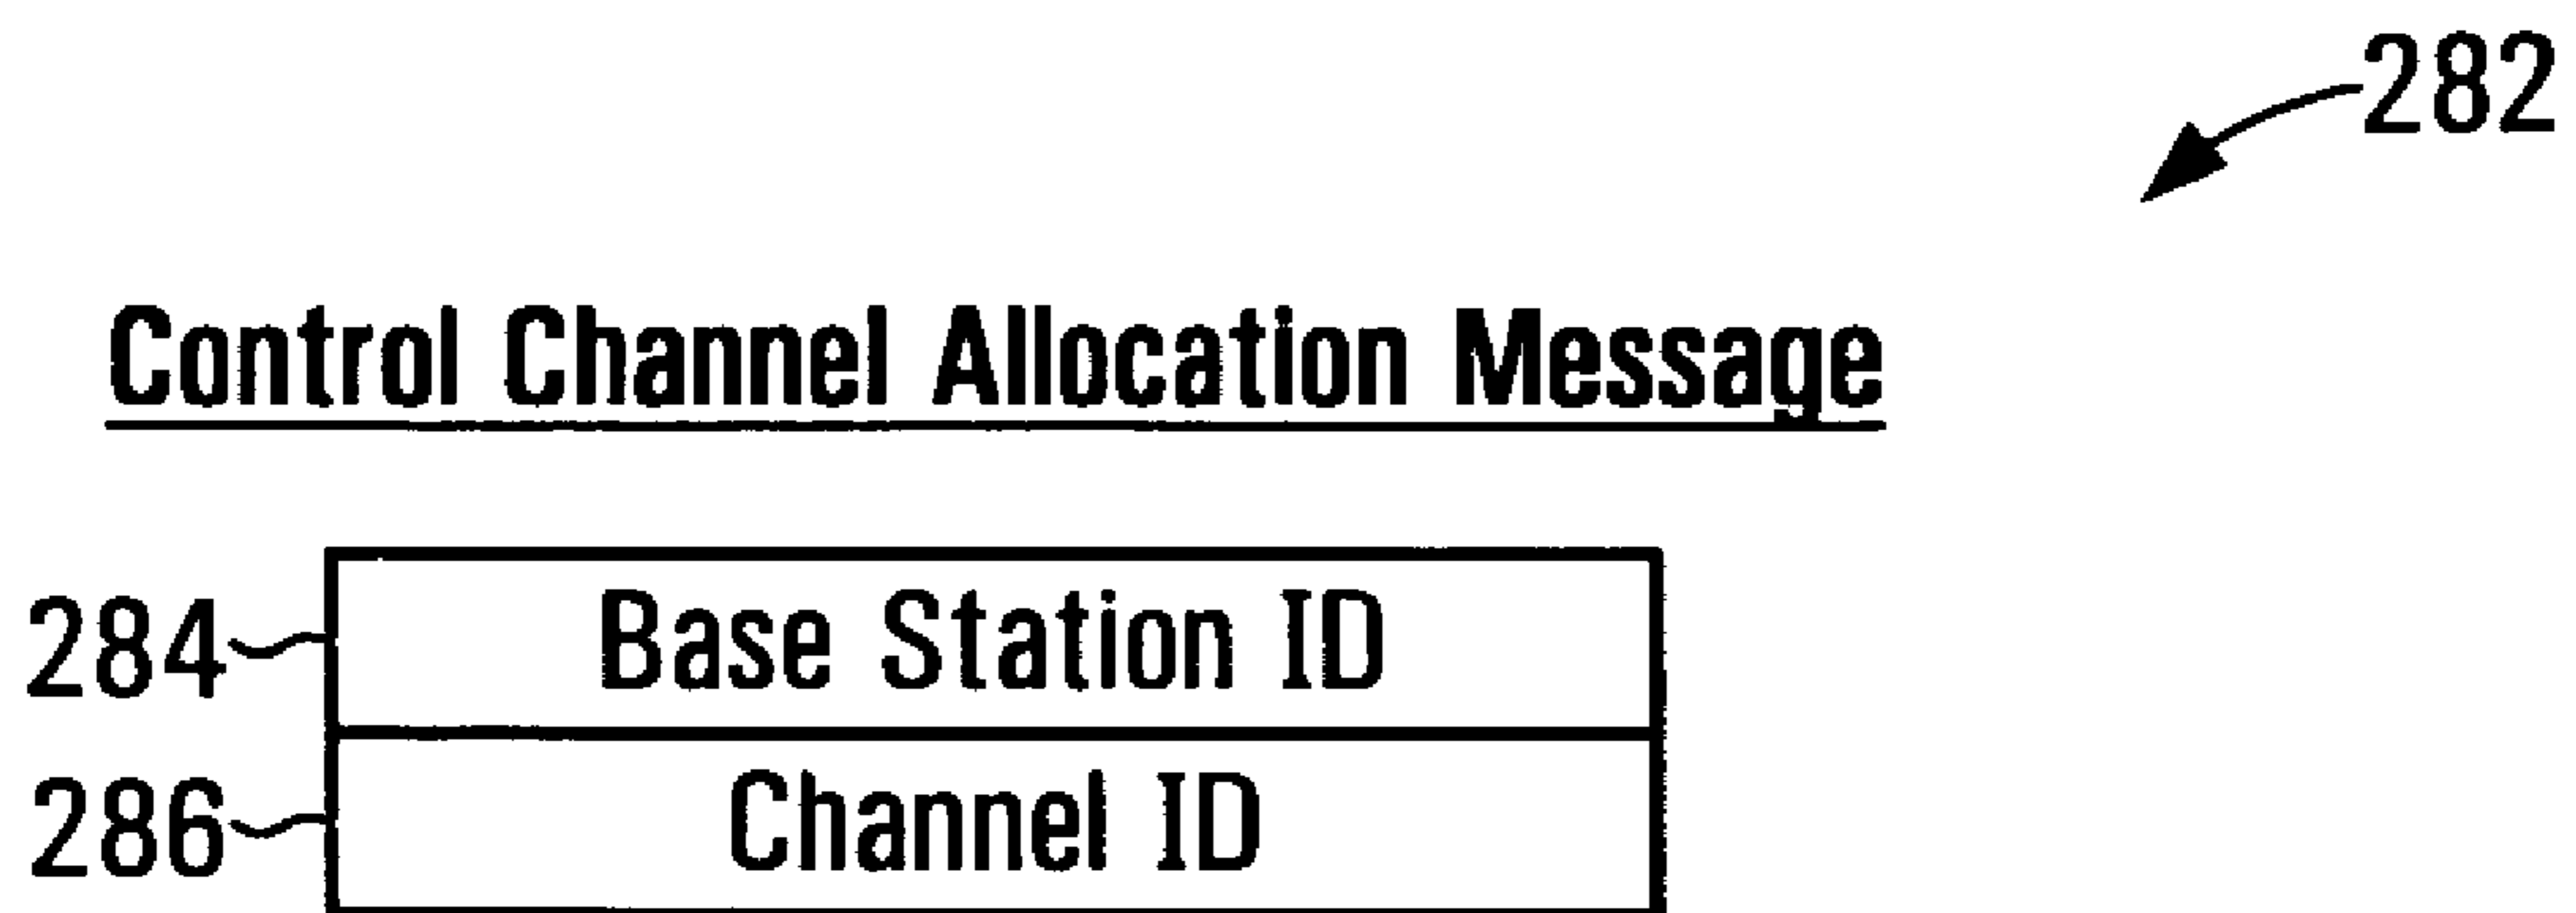 282
Control Channel Allocation Message
284 Base Station ID
286 Channel ID